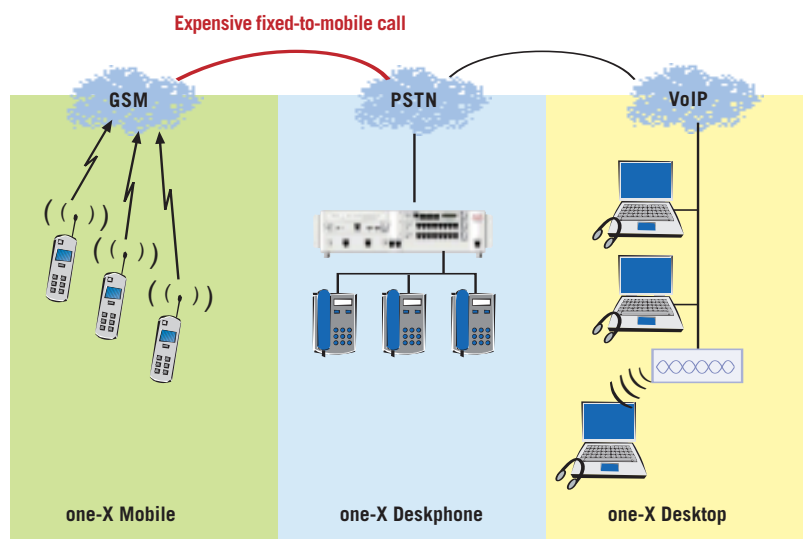 Expensive fixed-to-mobile call
GSM
PSTN
VoIP
one-X Mobile
one-X Deskphone
one-X Desktop